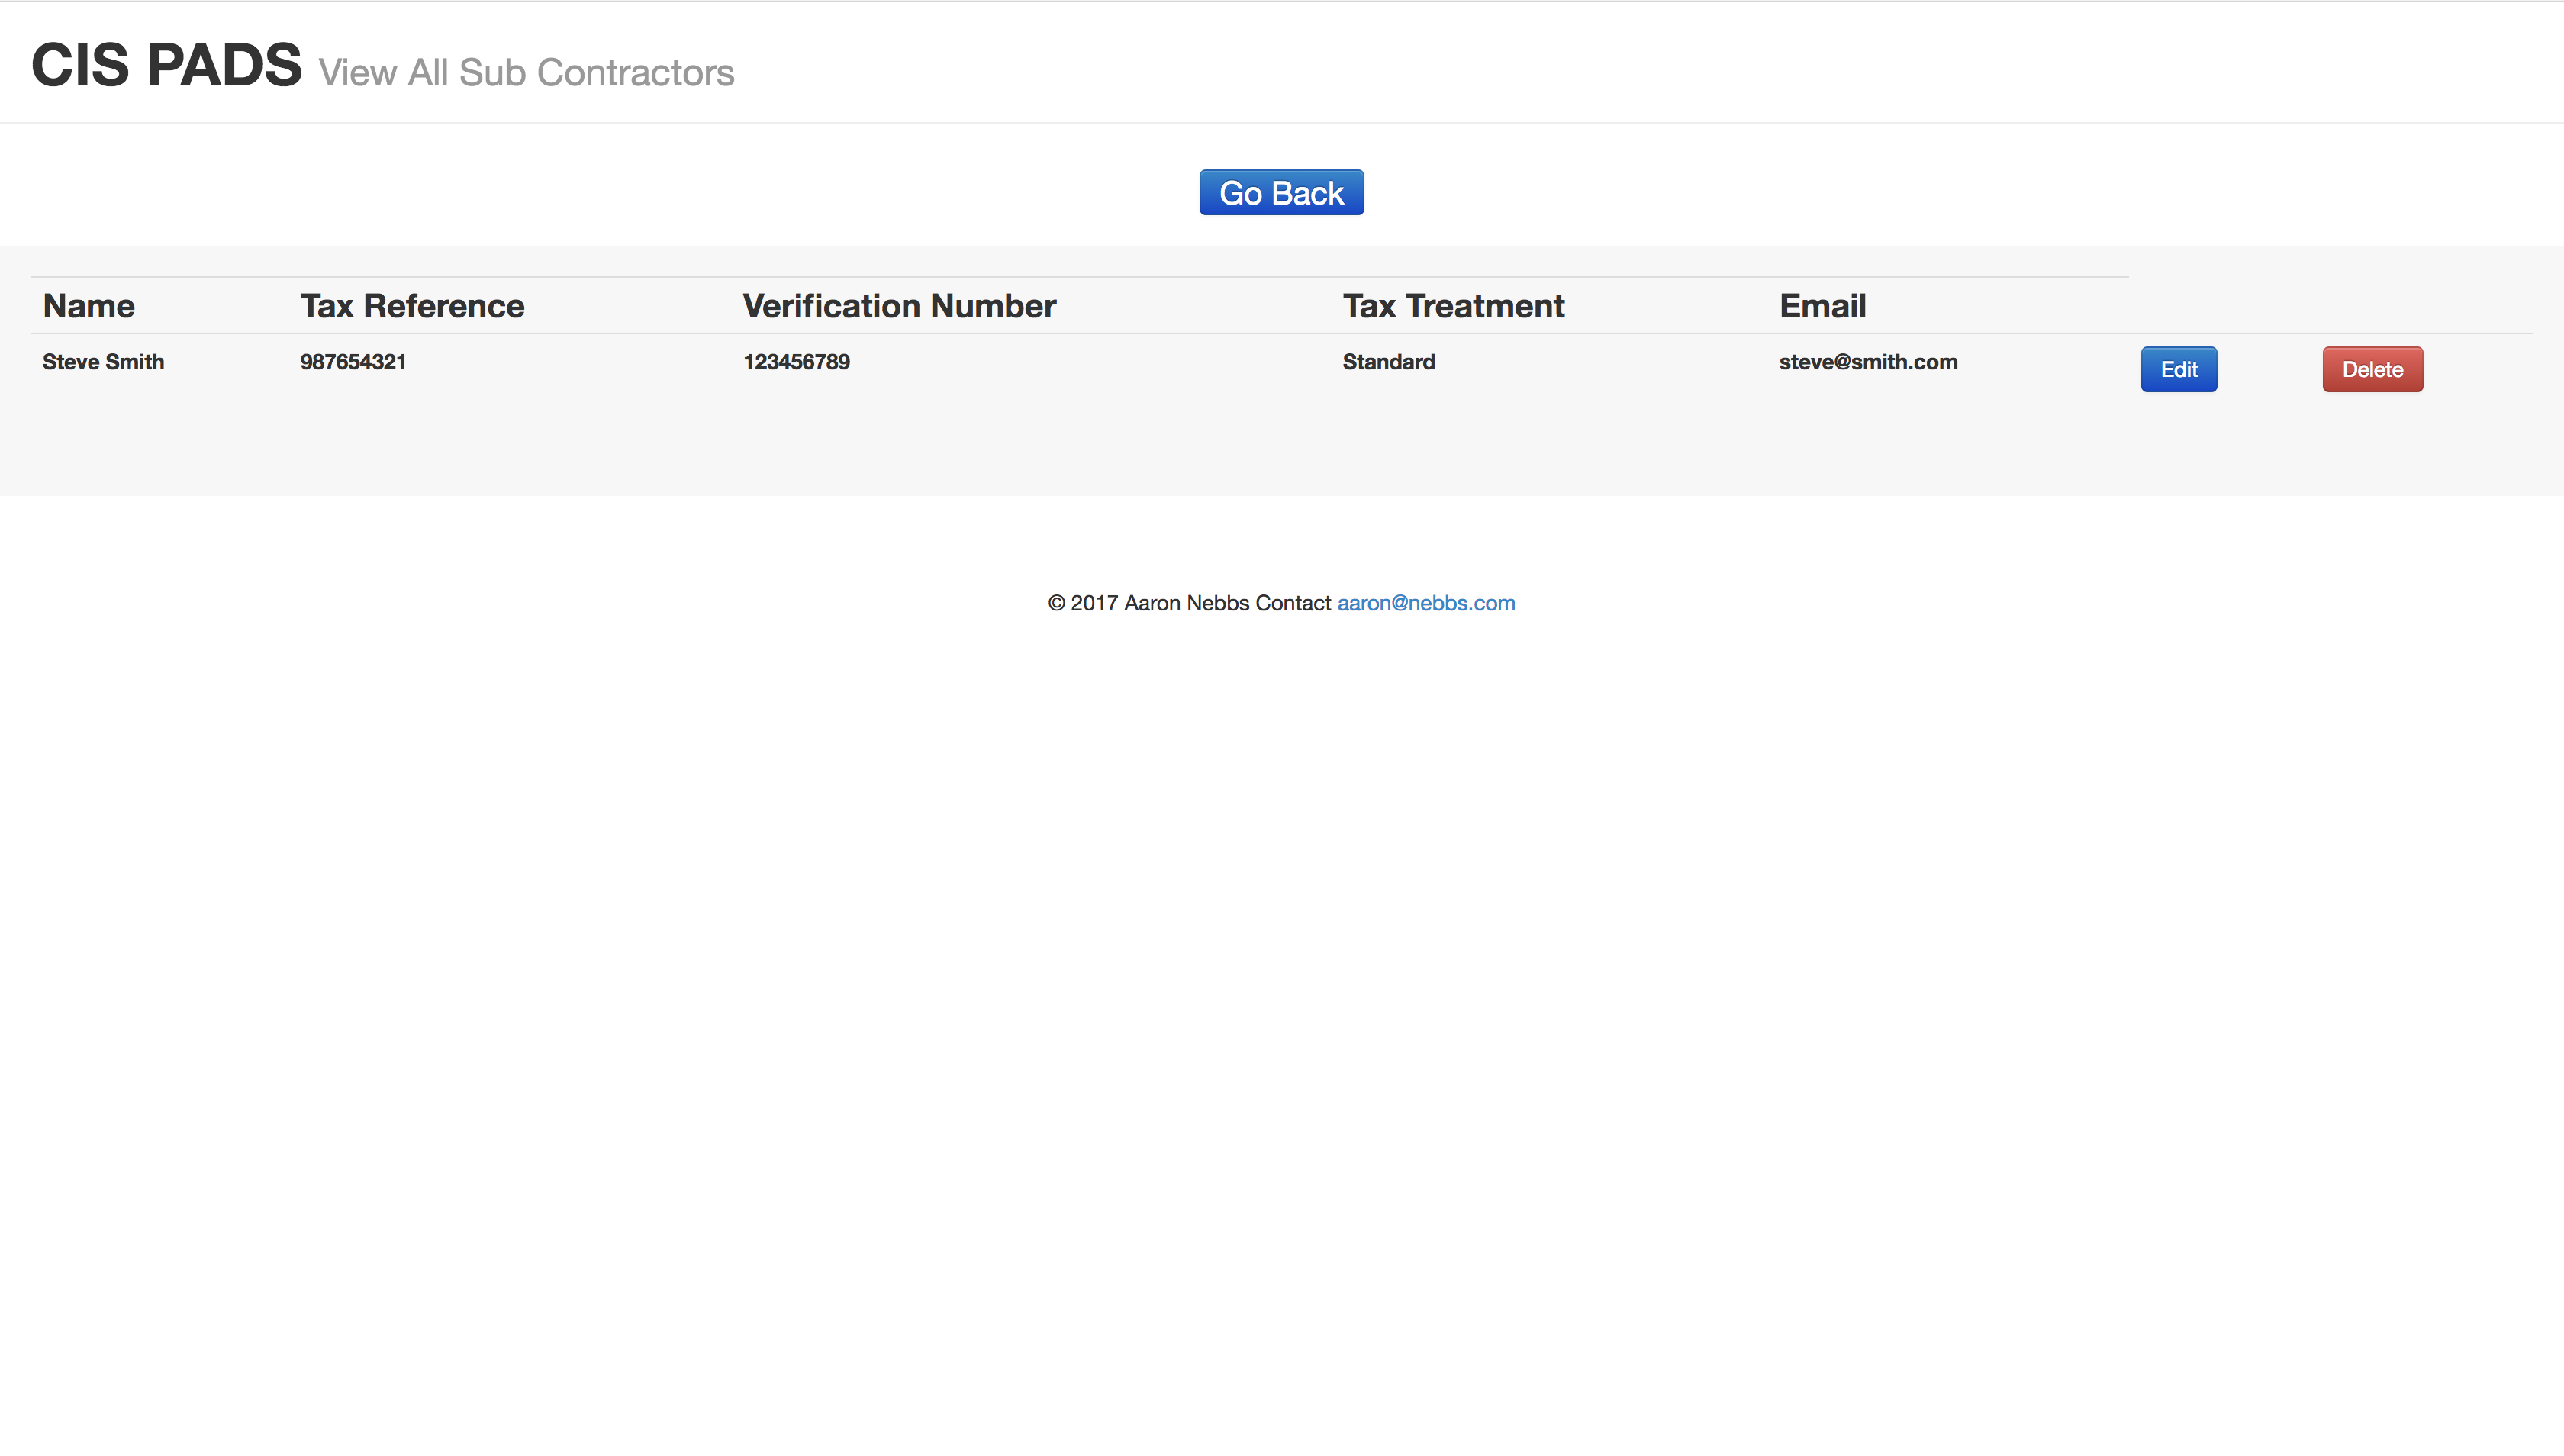 CIS PADS View All Sub Contractors
Go Back
Name Tax Reference Verification Number Tax Treatment Email
Steve Smith 987654321 123456789 Standard steve@smith.com Edit Delete
© 2017 Aaron Nebbs Contact aaron@nebbs.com